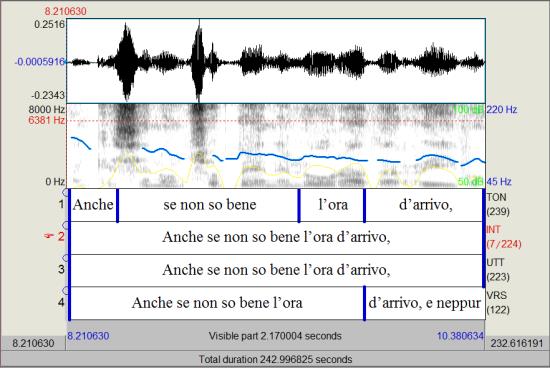 8.210630
0.2516
-0.0005916
-0.2343
8000 Hz
100 dB
220 Hz
6381 Hz
0 Hz
50 dB
45 Hz
1
Anche
se non so bene
l'ora
d'arrivo,
TON
(239)
2
Anche se non so bene l'ora d'arrivo,
INT
(7/224)
3
Anche se non so bene l'ora d'arrivo,
UTT
(223)
4
Anche se non so bene l'ora
d'arrivo, e neppur
VRS
(122)
8.210630
Visible part 2.170004 seconds
10.380634
8.210630
232.616191
Total duration 242.996825 seconds